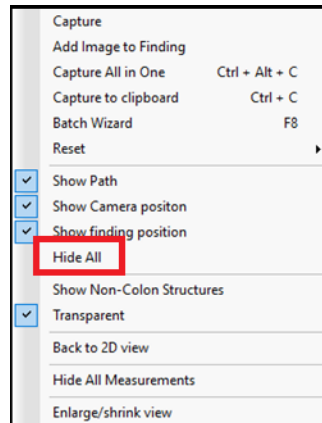 Capture
Add Image to Finding
Capture All in One Ctrl + Alt + C
Capture to clipboard Ctrl + C
Batch Wizard F8
Reset
Show Path
Show Camera positon
Show finding position
Hide All
Show Non-Colon Structures
Transparent
Back to 2D view
Hide All Measurements
Enlarge/shrink view